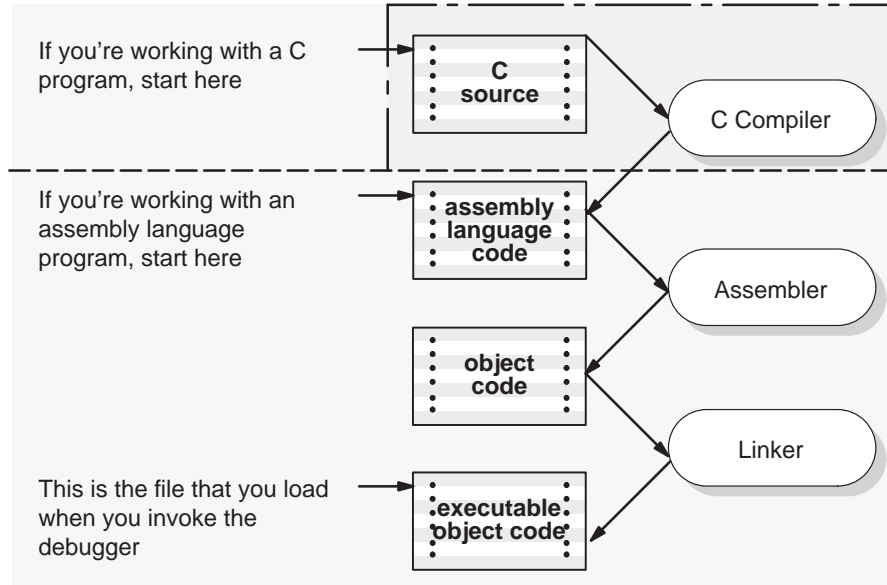 If you’re working with a C
program, start here
C
source
C Compiler
If you’re working with an
assembly language
program, start here
assembly
language
code
Assembler
object
code
Linker
This is the file that you load
when you invoke the
debugger
executable
object code